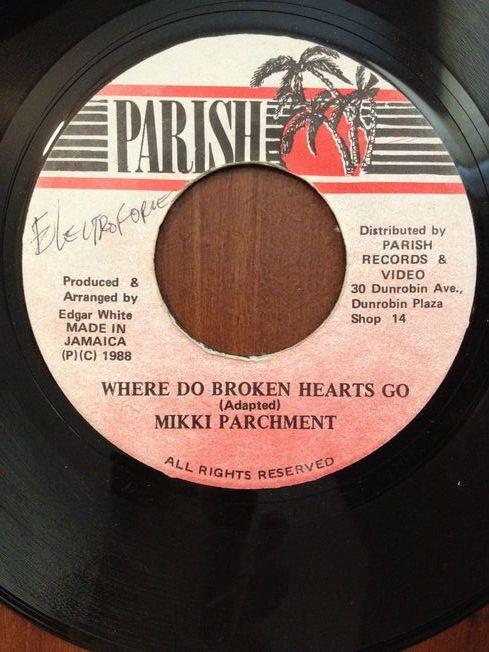 PARISH
ELECTROFORCE
Distributed by
PARISH
RECORDS &
VIDEO
30 Dunrobin Ave.,
Dunrobin Plaza
Shop 14
Produced &
Arranged by
Edgar White
MADE IN
JAMAICA
(P)(C) 1988
WHERE DO BROKEN HEARTS GO
(Adapted)
MIKKI PARCHMENT
ALL RIGHTS RESERVED